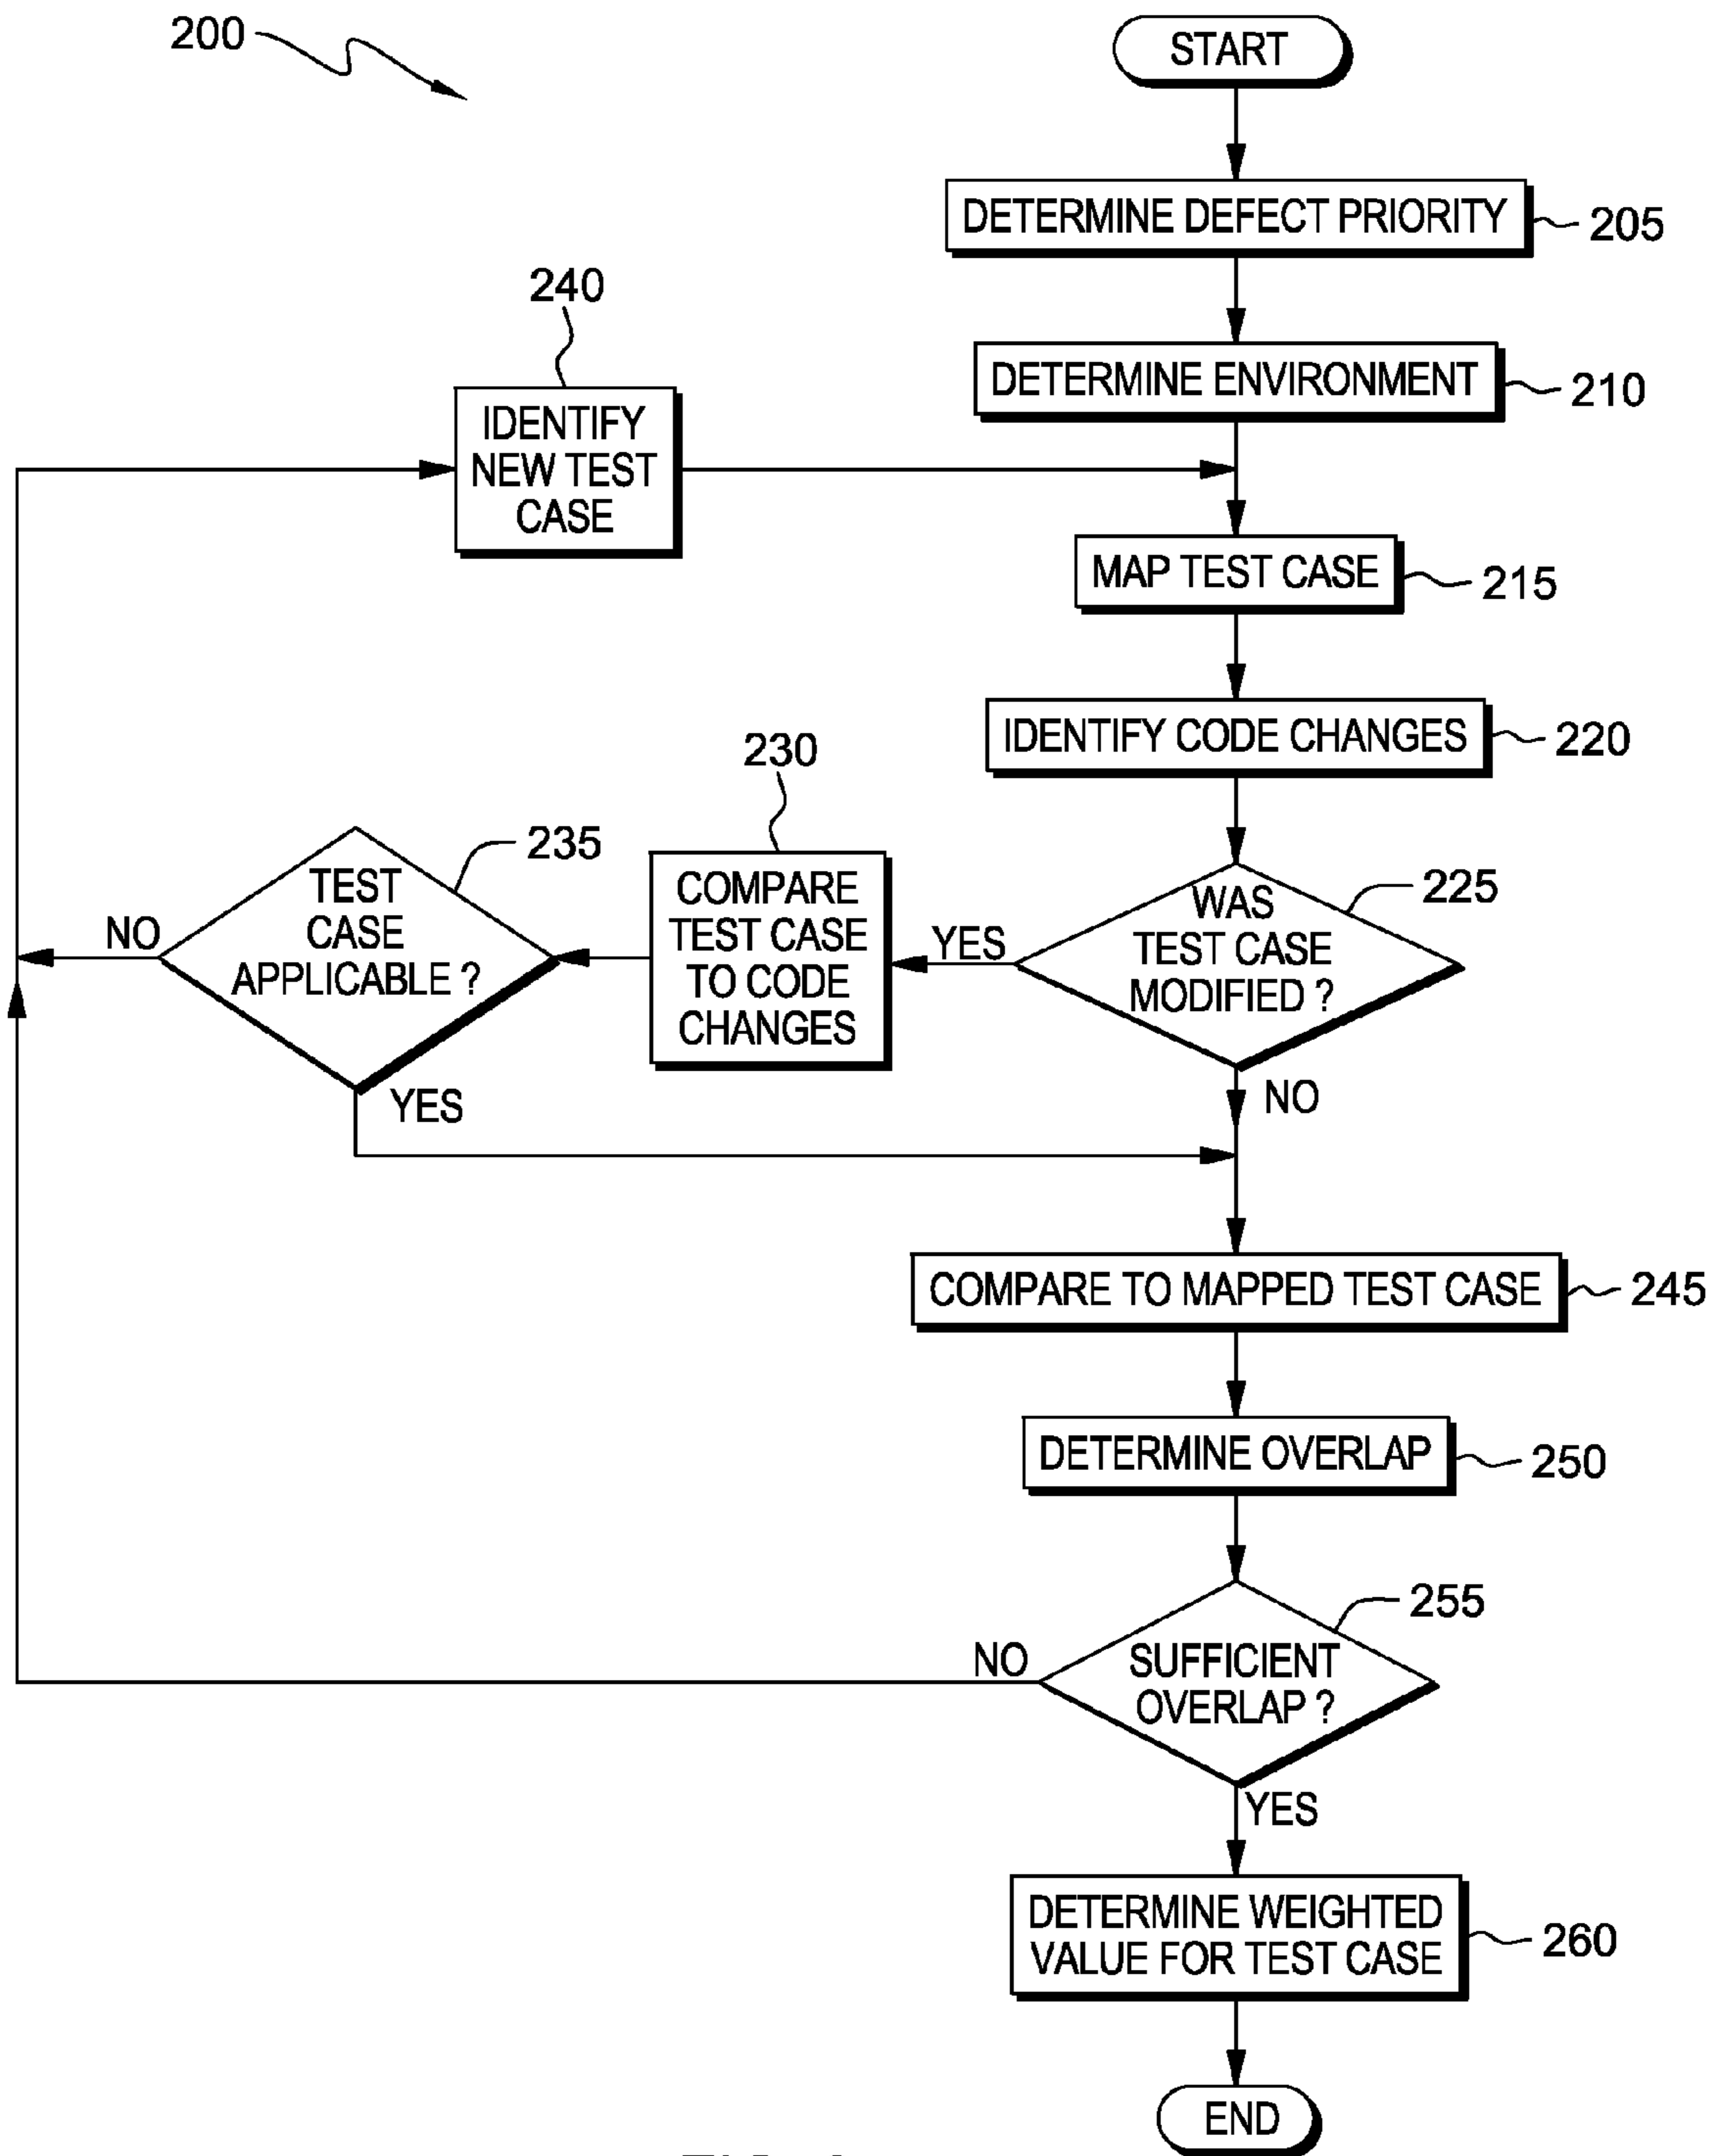 200
START
DETERMINE DEFECT PRIORITY
205
240
DETERMINE ENVIRONMENT
210
IDENTIFY
NEW TEST
CASE
MAP TEST CASE
215
IDENTIFY CODE CHANGES
220
230
235
TEST
CASE
APPLICABLE ?
NO
YES
COMPARE
TEST CASE
TO CODE
CHANGES
YES
WAS
TEST CASE
MODIFIED ?
225
NO
COMPARE TO MAPPED TEST CASE
245
DETERMINE OVERLAP
250
255
NO
SUFFICIENT
OVERLAP ?
YES
DETERMINE WEIGHTED
VALUE FOR TEST CASE
260
END